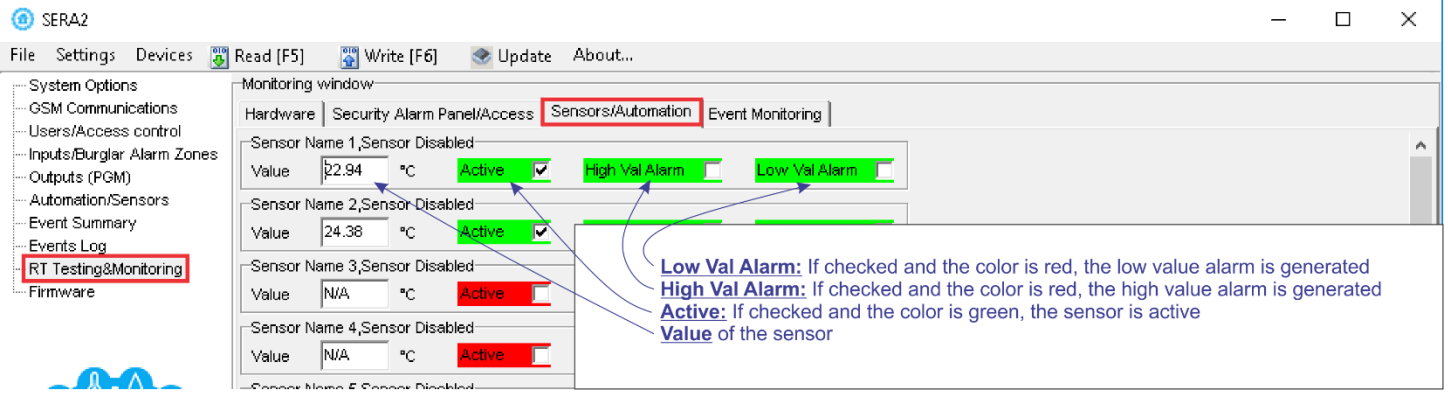 SERA2
File Settings Devices Read [F5] Write [F6] Update About...
System Options
GSM Communications
Users/Access control
Inputs/Burglar Alarm Zones
Outputs (PGM)
Automation/Sensors
Event Summary
Events Log
RT Testing&Monitoring
Firmware
Monitoring window
Hardware Security Alarm Panel/Access Sensors/Automation Event Monitoring
Sensor Name 1,Sensor Disabled
Value 22.94 °C Active High Val Alarm Low Val Alarm
Sensor Name 2,Sensor Disabled
Value 24.38 °C Active
Sensor Name 3,Sensor Disabled
Value N/A °C Active
Sensor Name 4,Sensor Disabled
Value N/A °C Active
Sensor Name 5,Sensor Disabled
Low Val Alarm: If checked and the color is red, the low value alarm is generated
High Val Alarm: If checked and the color is red, the high value alarm is generated
Active: If checked and the color is green, the sensor is active
Value of the sensor